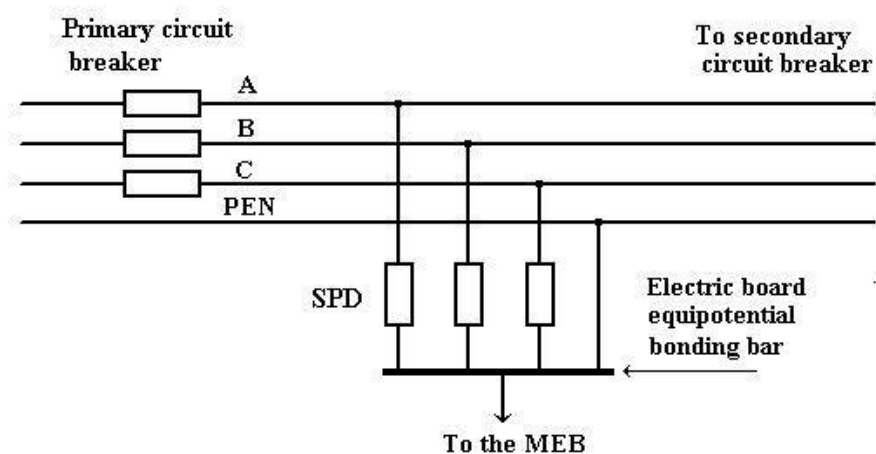 Primary circuit
breaker
To secondary
circuit breaker
A
B
C
PEN
SPD
Electric board
equipotential
bonding bar
To the MEB